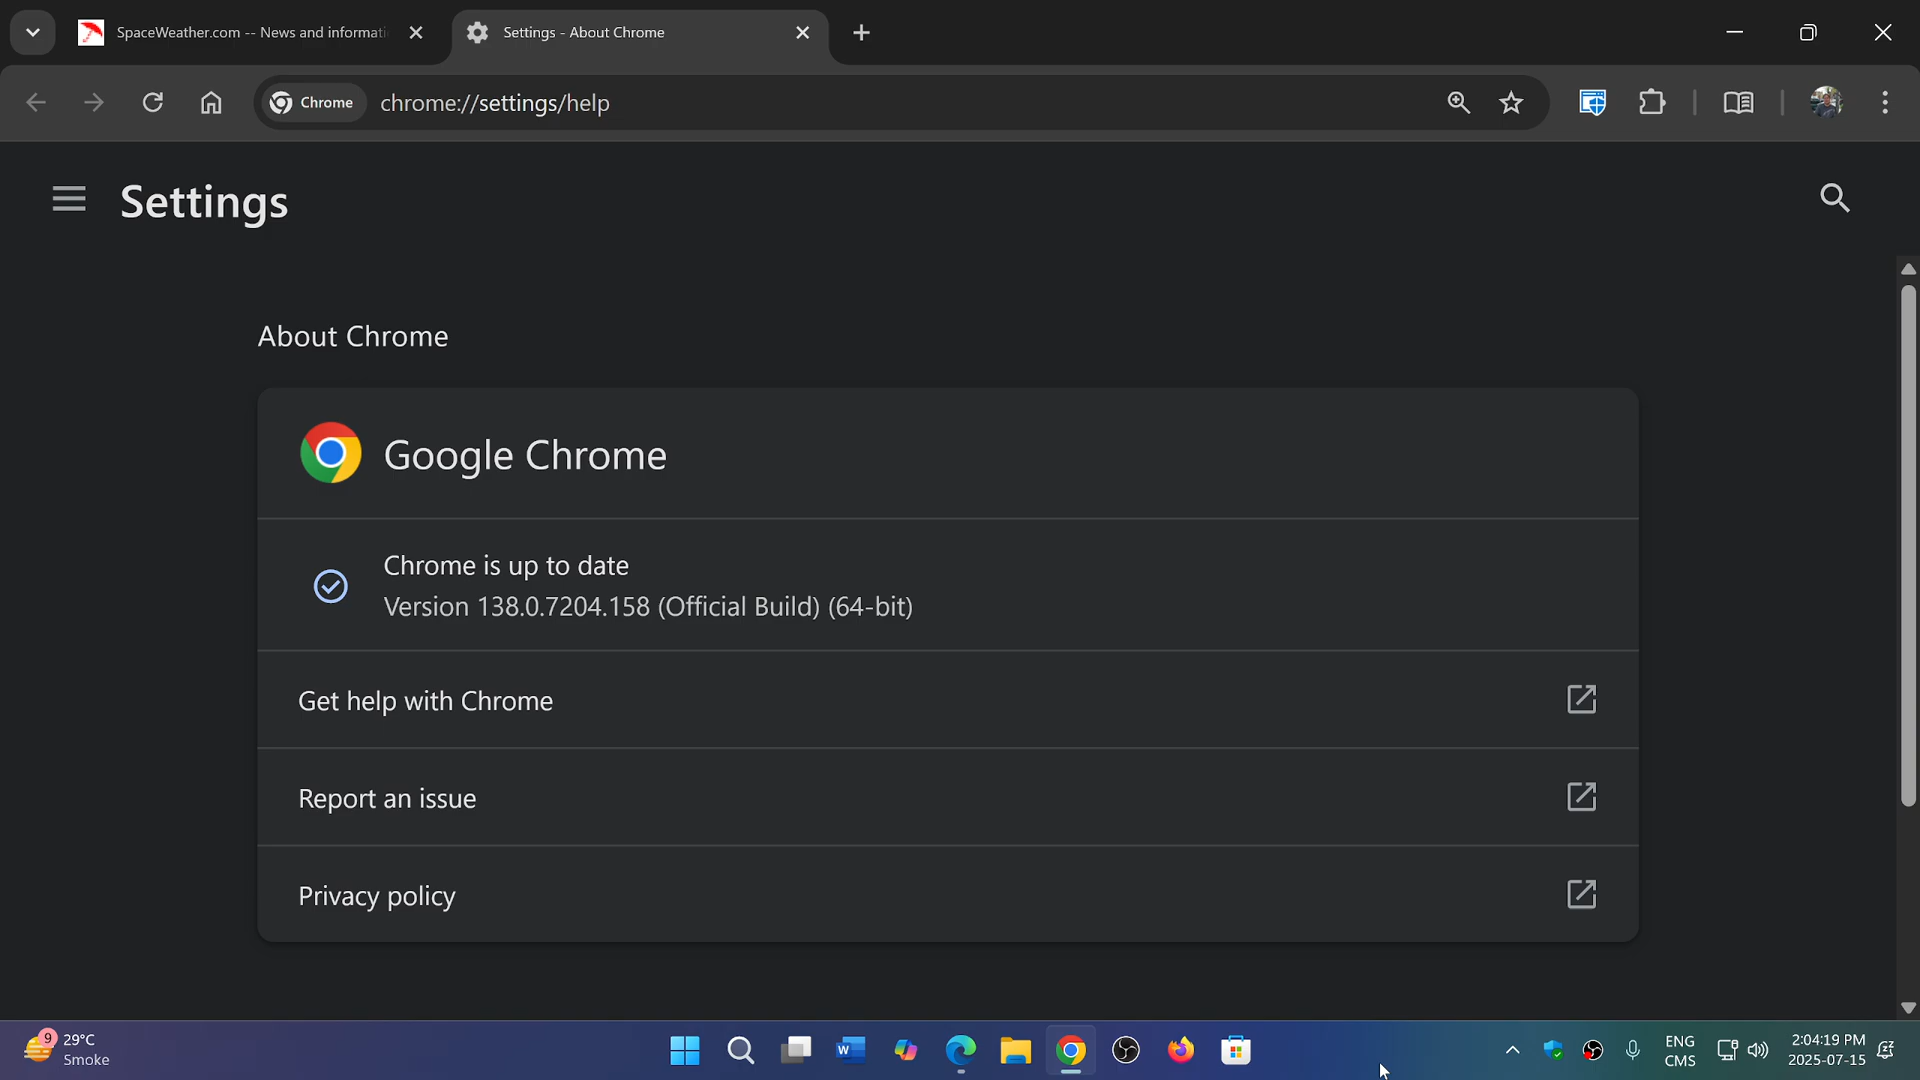 SpaceWeather.com -- News and informati
Settings - About Chrome
Chrome
chrome://settings/help
Settings
About Chrome
Google Chrome
Chrome is up to date
Version 138.0.7204.158 (Official Build) (64-bit)
Get help with Chrome
Report an issue
Privacy policy
9
29°C
Smoke
W
ENG
CMS
2:04:19 PM
2025-07-15